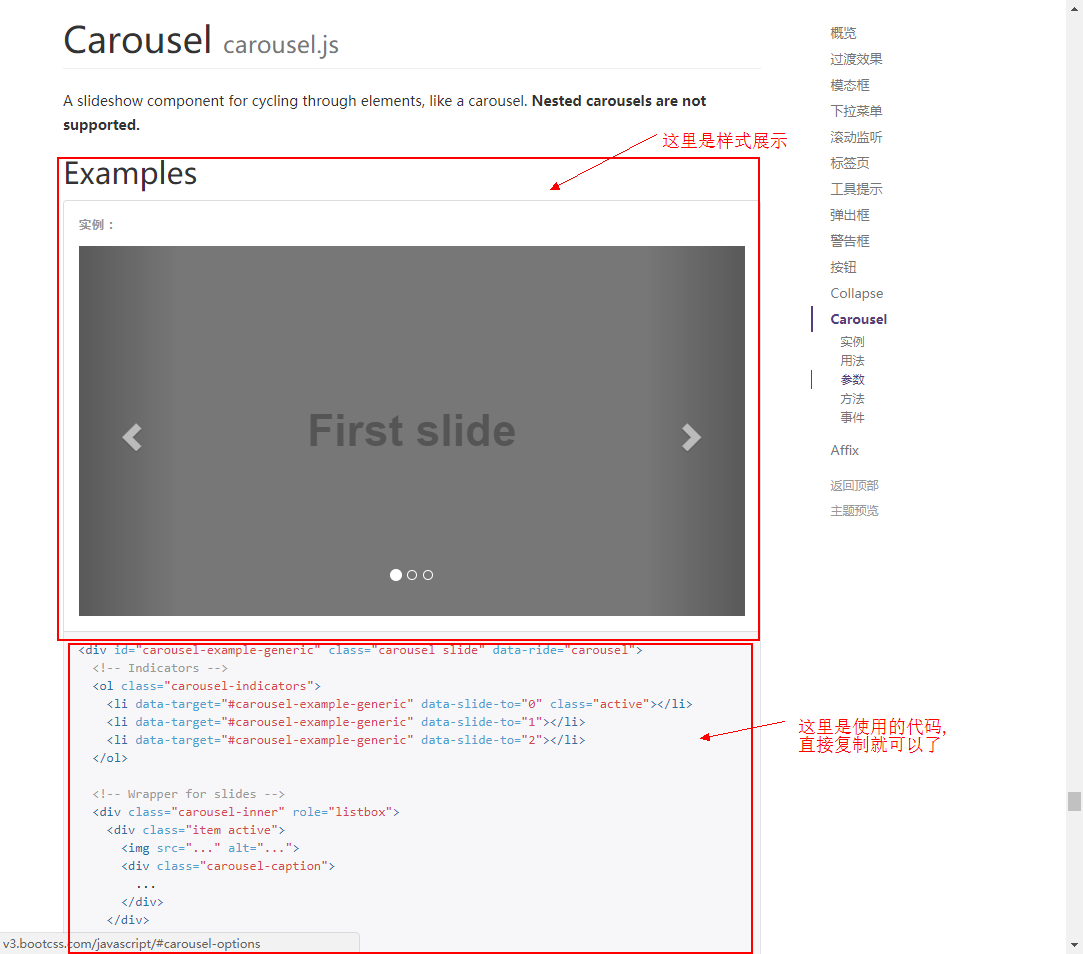 Carousel carousel.js
A slideshow component for cycling through elements, like a carousel. Nested carousels are not
supported.
这里是样式展示
Examples
实例：
First slide
<div id="carousel-example-generic" class="carousel slide" data-ride="carousel">
<!-- Indicators -->
<ol class="carousel-indicators">
<li data-target="#carousel-example-generic" data-slide-to="0" class="active"></li>
<li data-target="#carousel-example-generic" data-slide-to="1"></li>
<li data-target="#carousel-example-generic" data-slide-to="2"></li>
</ol>
<!-- Wrapper for slides -->
<div class="carousel-inner" role="listbox">
<div class="item active">
<img src="..." alt="...">
<div class="carousel-caption">
...
</div>
</div>
这里是使用的代码,
直接复制就可以了
v3.bootcss.com/javascript/#carousel-options
概览
过渡效果
模态框
下拉菜单
滚动监听
标签页
工具提示
弹出框
警告框
按钮
Collapse
Carousel
实例
用法
参数
方法
事件
Affix
返回顶部
主题预览